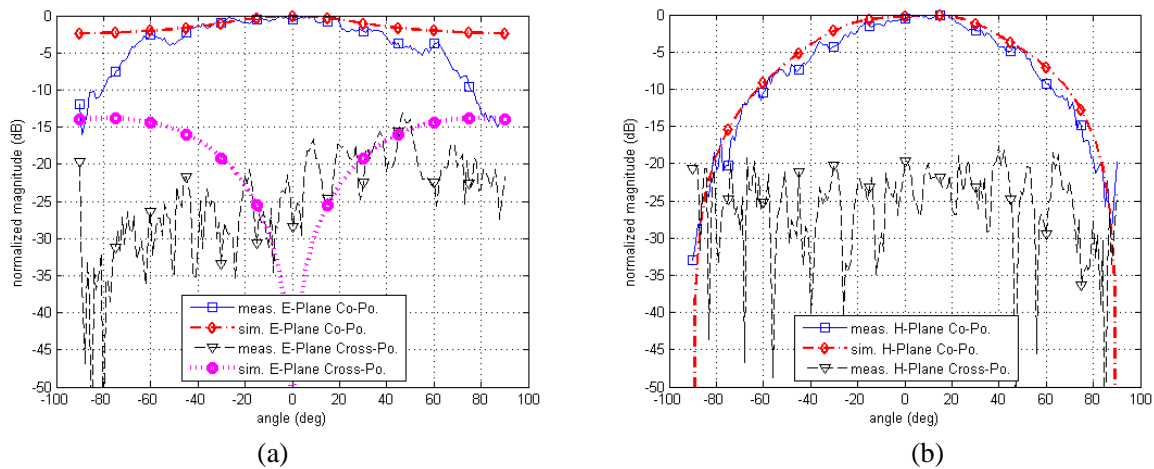 0
-5
-10
-15
-20
-25
-30
-35
-40
-45
-50
normalized magnitude (dB)
meas. E-Plane Co-Po.
sim. E-Plane Co-Po.
meas. E-Plane Cross-Po.
sim. E-Plane Cross-Po.
-100 -80 -60 -40 -20 0 20 40 60 80 100
angle (deg)
(a)
0
-5
-10
-15
-20
-25
-30
-35
-40
-45
-50
normalized magnitude (dB)
meas. H-Plane Co-Po.
sim. H-Plane Co-Po.
meas. H-Plane Cross-Po.
-100 -80 -60 -40 -20 0 20 40 60 80 100
angle (deg)
(b)